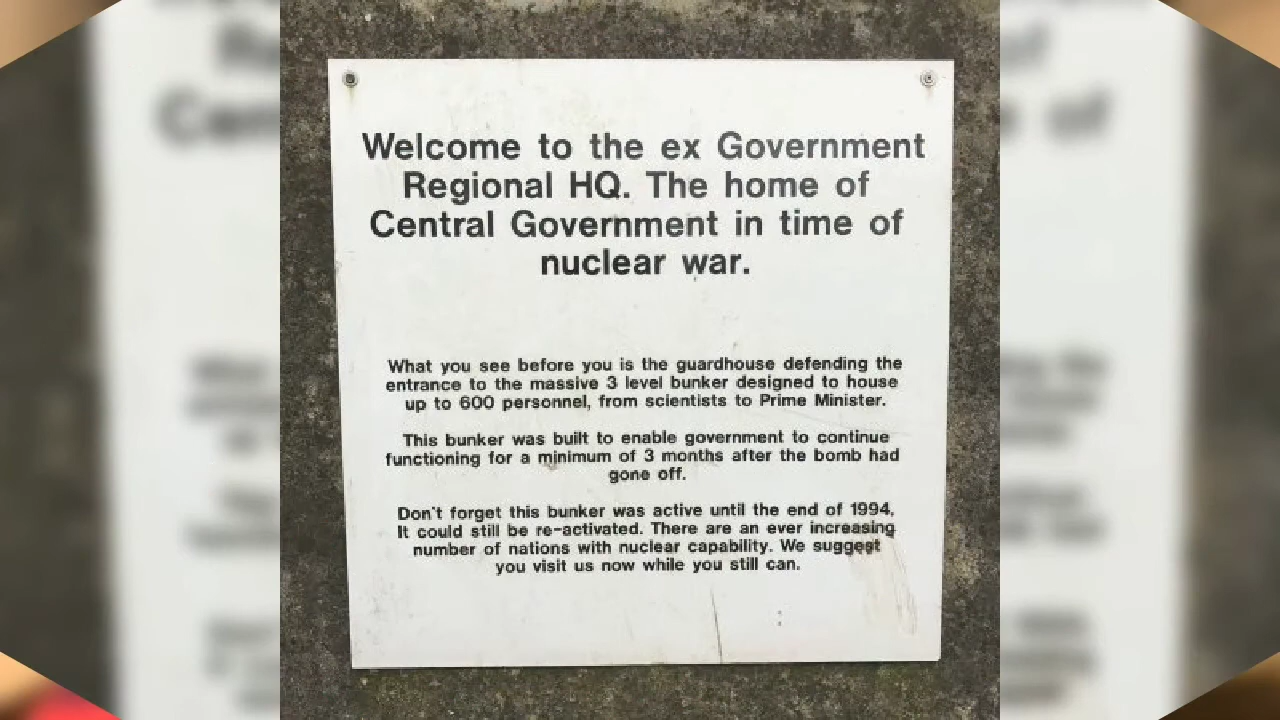 Welcome to the ex Government
Regional HQ. The home of
Central Government in time of
nuclear war.
What you see before you is the guardhouse defending the
entrance to the massive 3 level bunker designed to house
up to 600 personnel, from scientists to Prime Minister.
This bunker was built to enable government to continue
functioning for a minimum of 3 months after the bomb had
gone off.
Don't forget this bunker was active until the end of 1994,
It could still be re-activated. There are an ever increasing
number of nations with nuclear capability. We suggest
you visit us now while you still can.